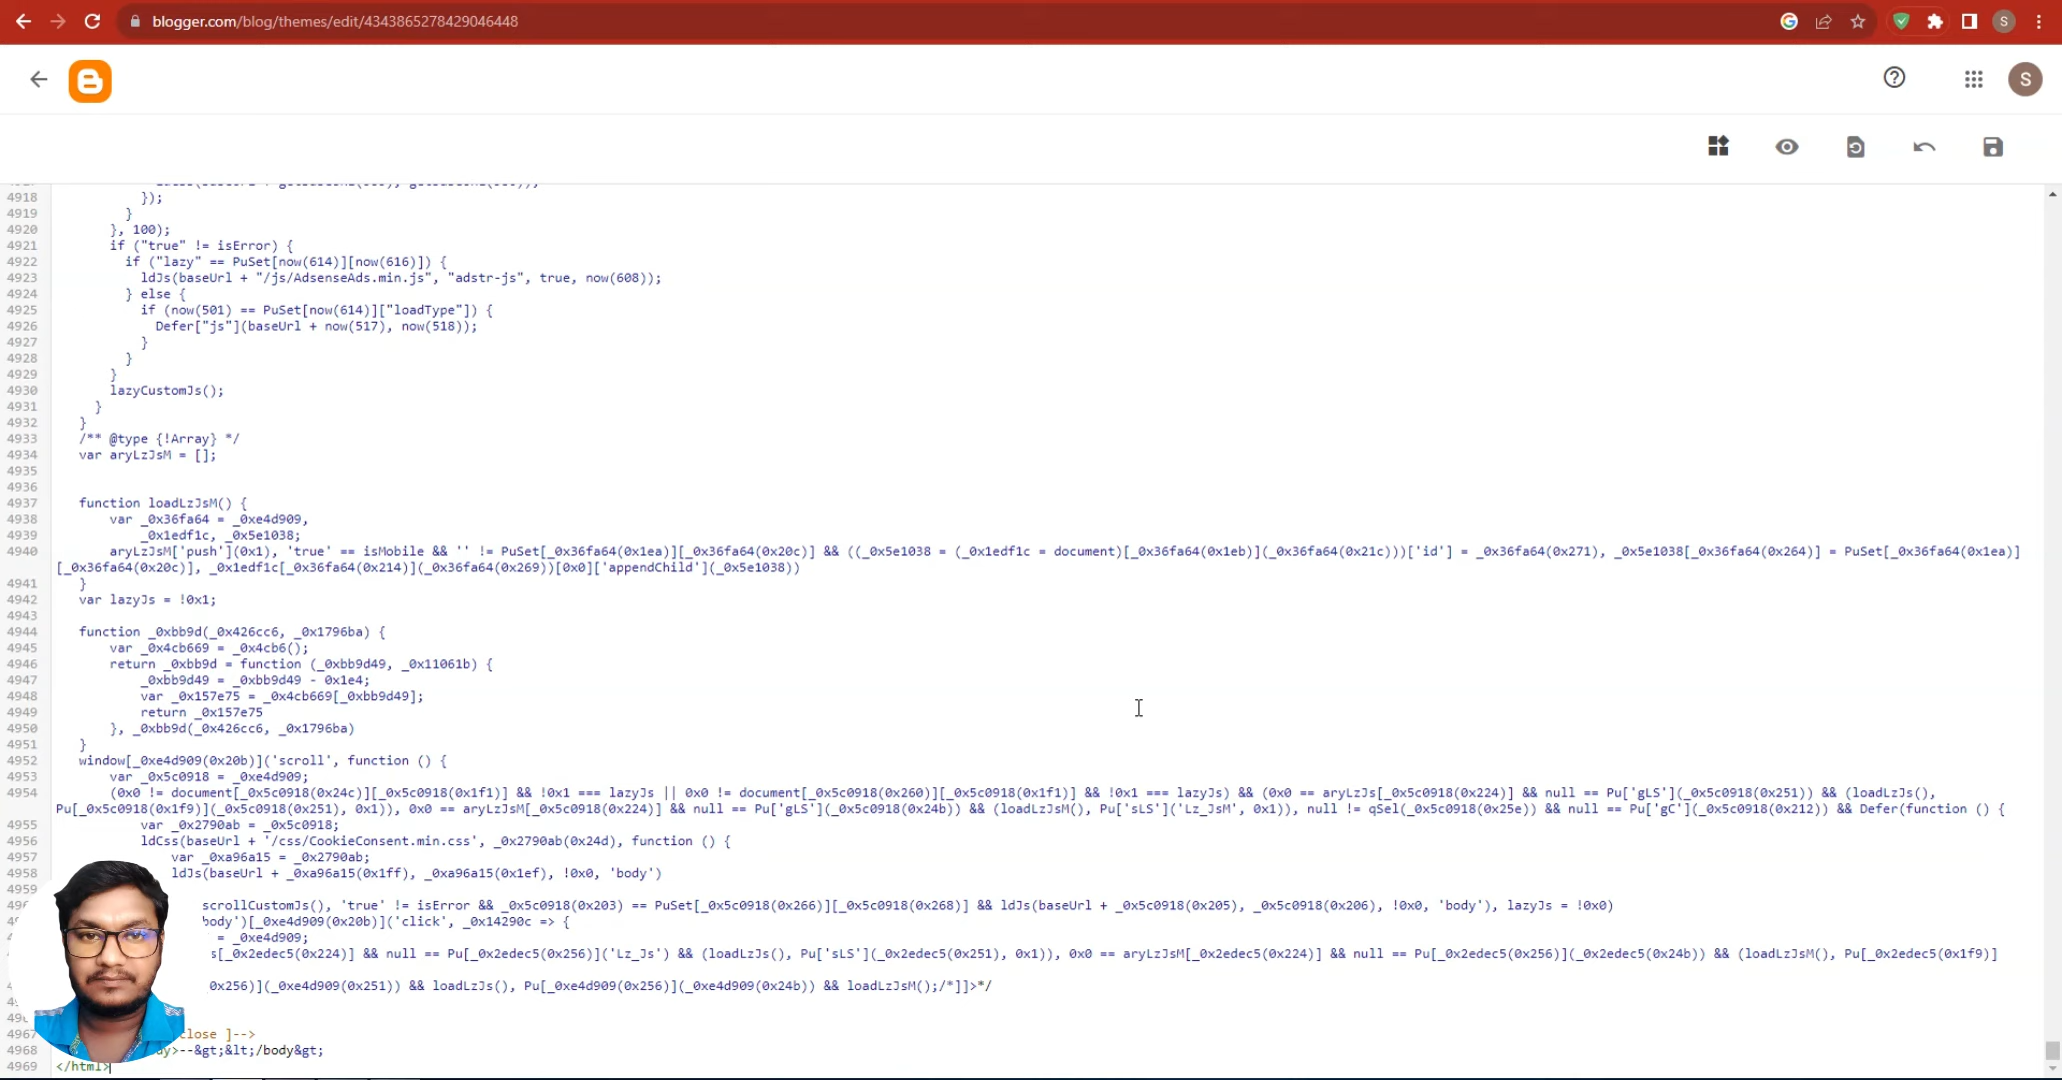 blogger.com/blog/themes/edit/4343865278429046448
S
S
4918 });
4919 }
4920 }, 100);
4921 if ("true" != isError) {
4922 if ("lazy" == PuSet[now(614)][now(616)]) {
4923 ldJs(baseUrl + "/js/AdsenseAds.min.js", "adstr-js", true, now(608));
4924 } else {
4925 if (now(501) == PuSet[now(614)]["loadType"]) {
4926 Defer["js"](baseUrl + now(517), now(518));
4927 }
4928 }
4929 }
4930 lazyCustomJs();
4931 }
4932 }
4933 /** @type {!Array} */
4934 var aryLzJsM = [];
4935
4936
4937 function loadLzJsM() {
4938 var _0x36fa64 = _0xe4d909,
4939 _0x1edf1c, _0x5e1038;
4940 aryLzJsM['push'](0x1), 'true' == isMobile && '' != PuSet[_0x36fa64(0x1ea)][_0x36fa64(0x20c)] && ((_0x5e1038 = (_0x1edf1c = document)[_0x36fa64(0x1eb)](_0x36fa64(0x21c)))['id'] = _0x36fa64(0x271), _0x5e1038[_0x36fa64(0x264)] = PuSet[_0x36fa64(0x1ea)]
[_0x36fa64(0x20c)], _0x1edf1c[_0x36fa64(0x214)](_0x36fa64(0x269))[0x0]['appendChild'](_0x5e1038))
4941 }
4942 var lazyJs = !0x1;
4943
4944 function _0xbb9d(_0x426cc6, _0x1796ba) {
4945 var _0x4cb669 = _0x4cb6();
4946 return _0xbb9d = function (_0xbb9d49, _0x11061b) {
4947 _0xbb9d49 = _0xbb9d49 - 0x1e4;
4948 var _0x157e75 = _0x4cb669[_0xbb9d49];
4949 return _0x157e75
4950 }, _0xbb9d(_0x426cc6, _0x1796ba)
4951 }
4952 window[_0xe4d909(0x20b)]('scroll', function () {
4953 var _0x5c0918 = _0xe4d909;
4954 (0x0 != document[_0x5c0918(0x24c)][_0x5c0918(0x1f1)] && !0x1 === lazyJs || 0x0 != document[_0x5c0918(0x260)][_0x5c0918(0x1f1)] && !0x1 === lazyJs) && (0x0 == aryLzJs[_0x5c0918(0x224)] && null == Pu['gLS'](_0x5c0918(0x251)) && (loadLzJs(),
Pu[_0x5c0918(0x1f9)](_0x5c0918(0x251), 0x1)), 0x0 == aryLzJsM[_0x5c0918(0x224)] && null == Pu['gLS'](_0x5c0918(0x24b)) && (loadLzJsM(), Pu['sLS']('Lz_JsM', 0x1)), null != qSel(_0x5c0918(0x25e)) && null == Pu['gC'](_0x5c0918(0x212)) && Defer(function () {
4955 var _0x2790ab = _0x5c0918;
4956 ldCss(baseUrl + '/css/CookieConsent.min.css', _0x2790ab(0x24d), function () {
4957 var _0xa96a15 = _0x2790ab;
4958 ldJs(baseUrl + _0xa96a15(0x1ff), _0xa96a15(0x1ef), !0x0, 'body')
4959
scrollCustomJs(), 'true' != isError && _0x5c0918(0x203) == PuSet[_0x5c0918(0x266)][_0x5c0918(0x268)] && ldJs(baseUrl + _0x5c0918(0x205), _0x5c0918(0x206), !0x0, 'body'), lazyJs = !0x0)
body')[_0xe4d909(0x20b)]('click', _0x14290c => {
= _0xe4d909;
s[_0x2edec5(0x224)] && null == Pu[_0x2edec5(0x256)]('Lz_Js') && (loadLzJs(), Pu['sLS'](_0x2edec5(0x251), 0x1)), 0x0 == aryLzJsM[_0x2edec5(0x224)] && null == Pu[_0x2edec5(0x256)](_0x2edec5(0x24b)) && (loadLzJsM(), Pu[_0x2edec5(0x1f9)]
0x256)](_0xe4d909(0x251)) && loadLzJs(), Pu[_0xe4d909(0x256)](_0xe4d909(0x24b)) && loadLzJsM();/*]]>*/
4967 close ]-->
4968 dy>--&gt;&lt;/body&gt;
4969 </html>